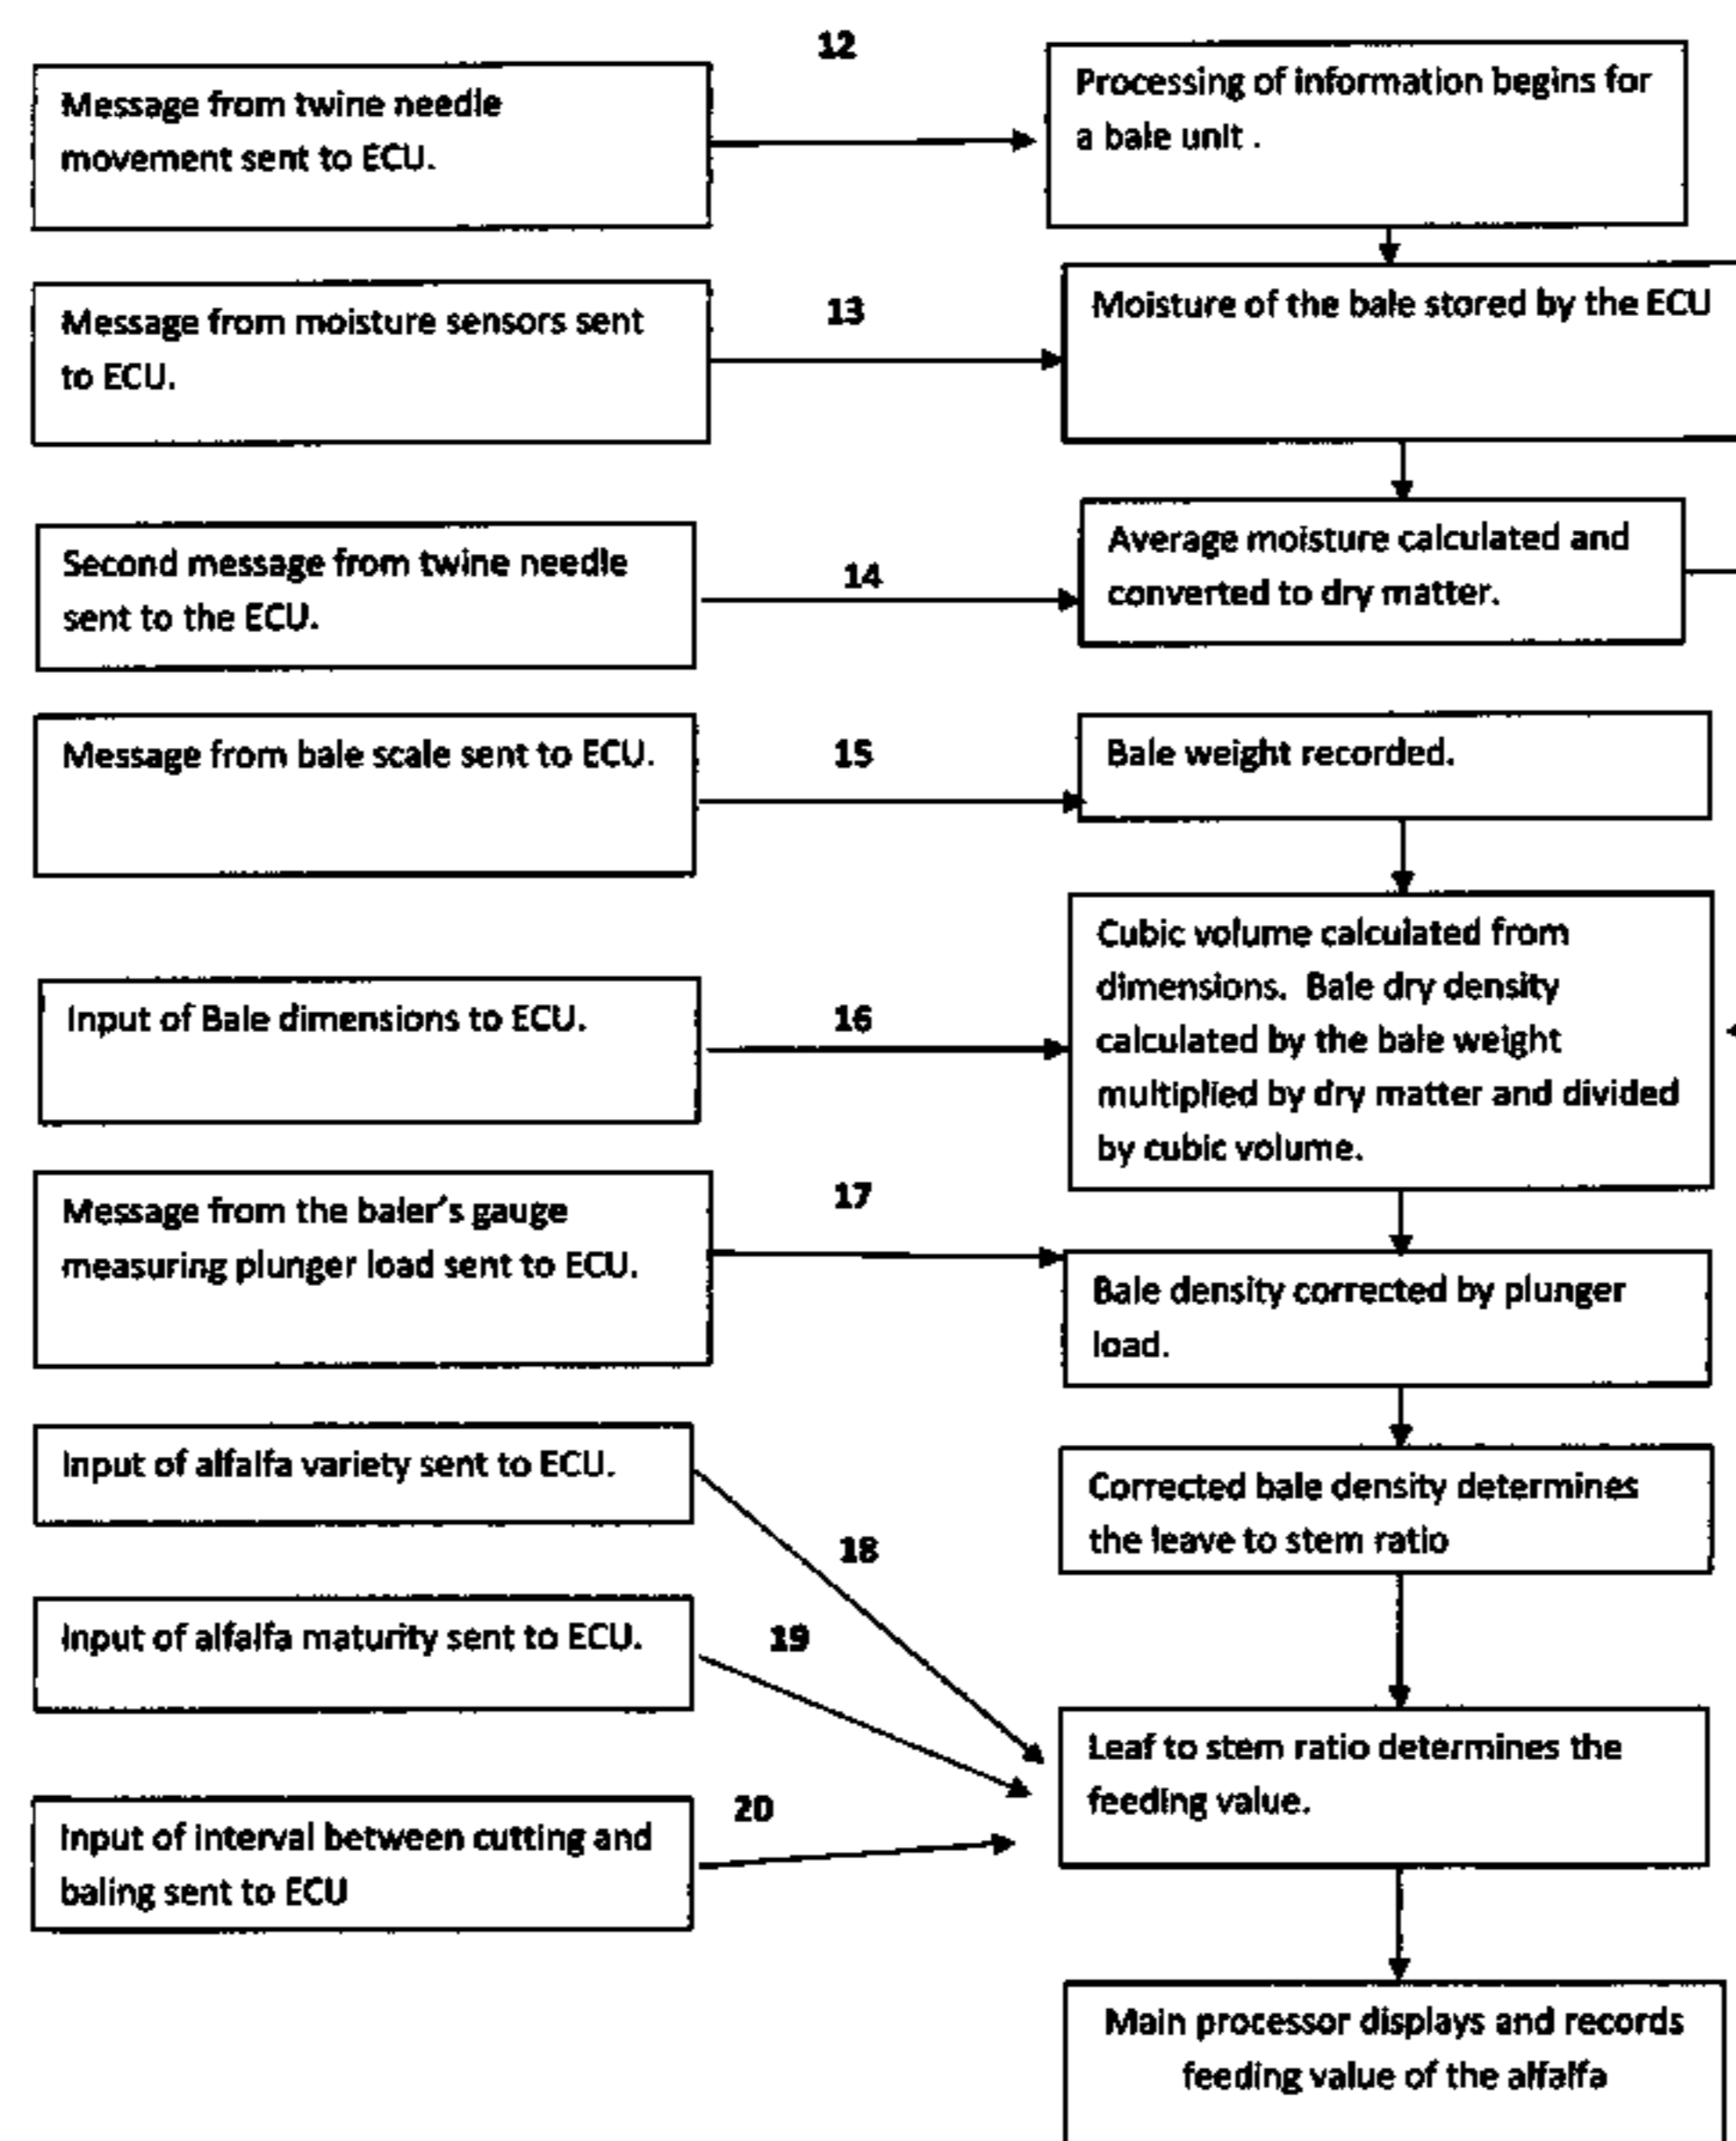 12
Message from twine needle
movement sent to ECU.
Processing of information begins for
a bale unit .
13
Message from moisture sensors sent
to ECU.
Moisture of the bale stored by the ECU
14
Second message from twine needle
sent to the ECU.
Average moisture calculated and
converted to dry matter.
15
Message from bale scale sent to ECU.
Bale weight recorded.
16
Input of Bale dimensions to ECU.
Cubic volume calculated from
dimensions. Bale dry density
calculated by the bale weight
multiplied by dry matter and divided
by cubic volume.
17
Message from the baler's gauge
measuring plunger load sent to ECU.
Bale density corrected by plunger
load.
Input of alfalfa variety sent to ECU.
18
Corrected bale density determines
the leave to stem ratio
Input of alfalfa maturity sent to ECU.
19
Leaf to stem ratio determines the
feeding value.
20
Input of interval between cutting and
baling sent to ECU
Main processor displays and records
feeding value of the alfalfa